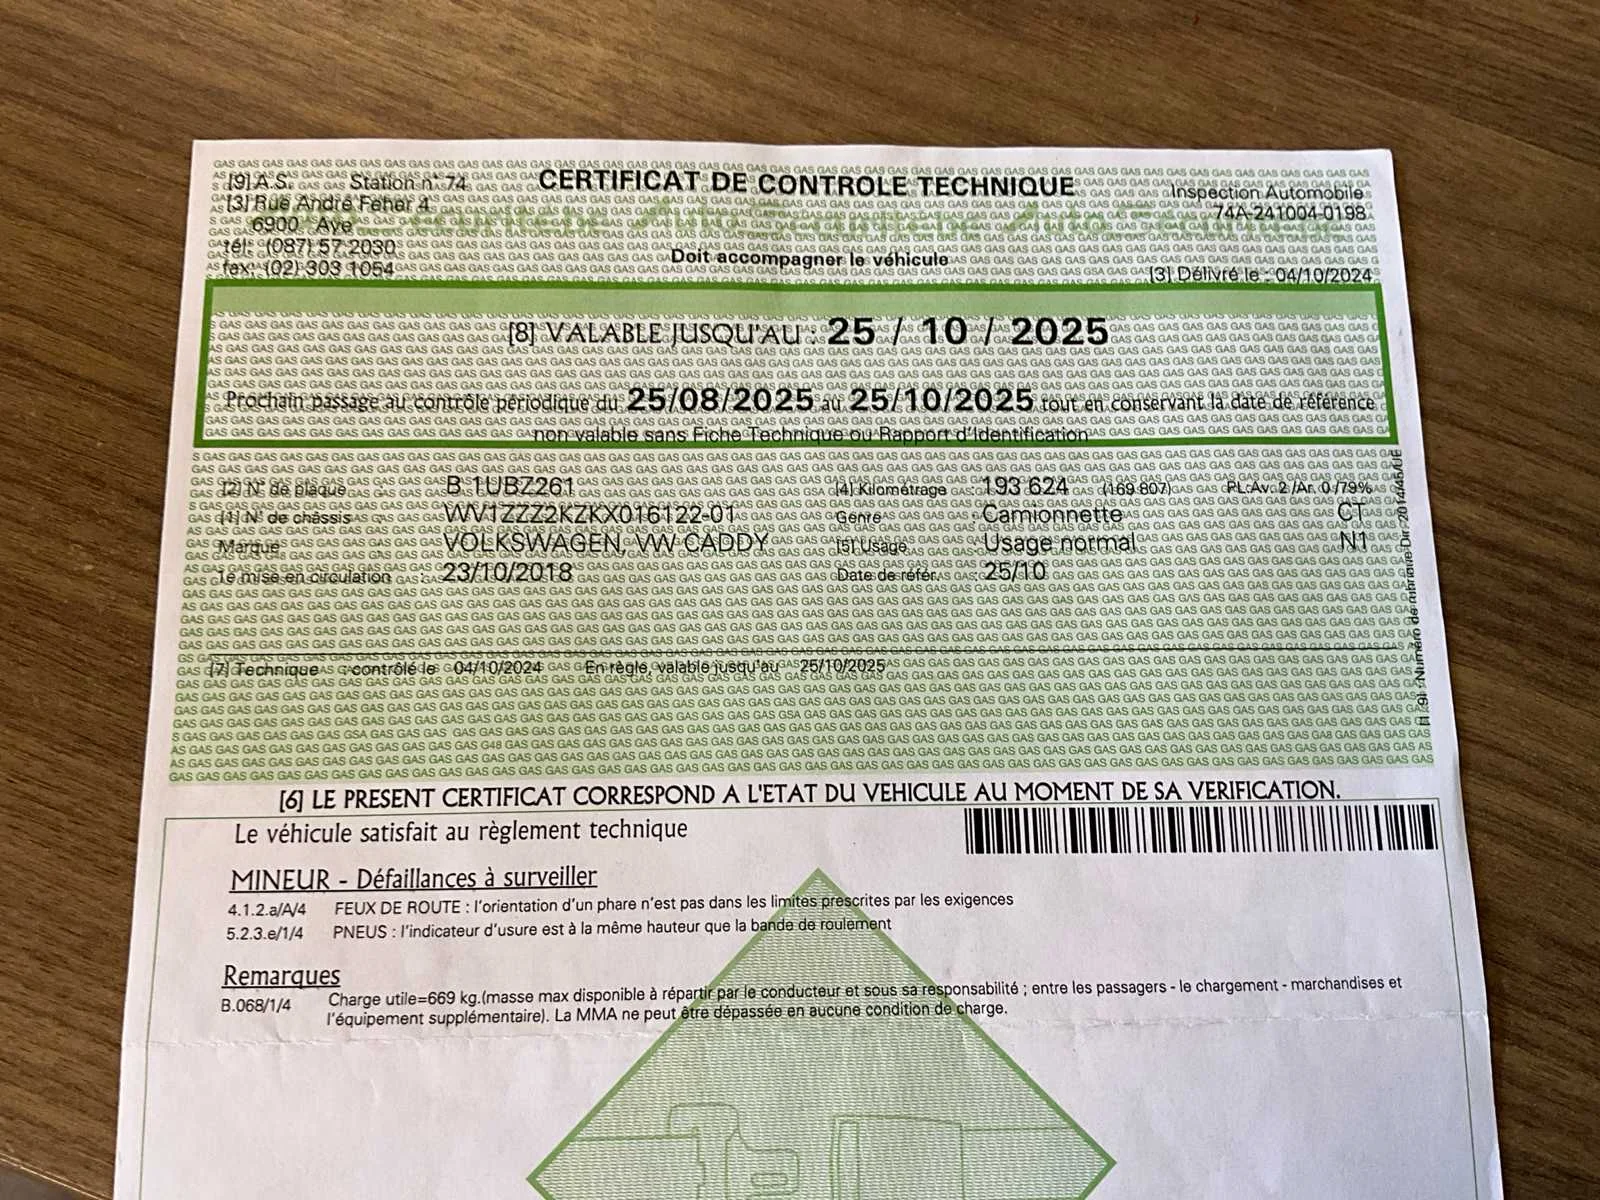 [9] A.S. Station n° 74
CERTIFICAT DE CONTROLE TECHNIQUE
Inspection Automobile
[3] Rue André Feher 4
74A-241004-0198
6900 Aye
tél: (087) 57 2030
Doit accompagner le véhicule
fax: (02) 303 1054
[3] Délivré le : 04/10/2024
[8] VALABLE JUSQU'AU : 25 / 10 / 2025
Prochain passage au contrôle périodique du 25/08/2025 au 25/10/2025 tout en conservant la date de référence
non valable sans Fiche Technique ou Rapport d'Identification
[2] N° de plaque : B 1UBZ261
[4] Kilométrage : 193 624 (169 807) PL:Av. 2 /Ar. 0 /79%
[1] N° de châssis : WV1ZZZ2KZKX016122-01
Genre : Camionnette CT
Marque : VOLKSWAGEN, VW CADDY
[5] Usage : Usage normal N1
1e mise en circulation : 23/10/2018
Date de référ. : 25/10
[7] Technique : contrôlé le 04/10/2024 En règle, valable jusqu'au 25/10/2025
[6] LE PRESENT CERTIFICAT CORRESPOND A L'ETAT DU VEHICULE AU MOMENT DE SA VERIFICATION.
Le véhicule satisfait au règlement technique
MINEUR - Défaillances à surveiller
4.1.2.a/A/4 FEUX DE ROUTE : l'orientation d'un phare n'est pas dans les limites prescrites par les exigences
5.2.3.e/1/4 PNEUS : l'indicateur d'usure est à la même hauteur que la bande de roulement
Remarques
B.068/1/4 Charge utile=669 kg.(masse max disponible à répartir par le conducteur et sous sa responsabilité ; entre les passagers - le chargement - marchandises et
l'équipement supplémentaire). La MMA ne peut être dépassée en aucune condition de charge.